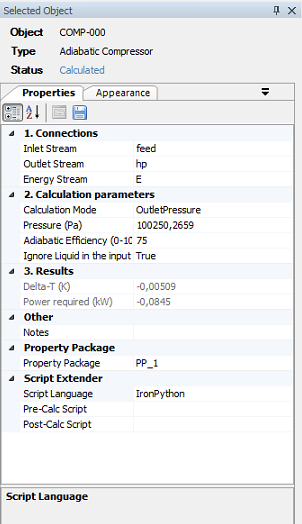 Selected Object
Object COMP-000
Type Adiabatic Compressor
Status Calculated
Properties Appearance
1. Connections
Inlet Stream feed
Outlet Stream hp
Energy Stream E
2. Calculation parameters
Calculation Mode OutletPressure
Pressure (Pa) 100250,2659
Adiabatic Efficiency (0-10 75
Ignore Liquid in the input True
3. Results
Delta-T (K) -0,00509
Power required (kW) -0,0845
Other
Notes
Property Package
Property Package PP_1
Script Extender
Script Language IronPython
Pre-Calc Script
Post-Calc Script
Script Language